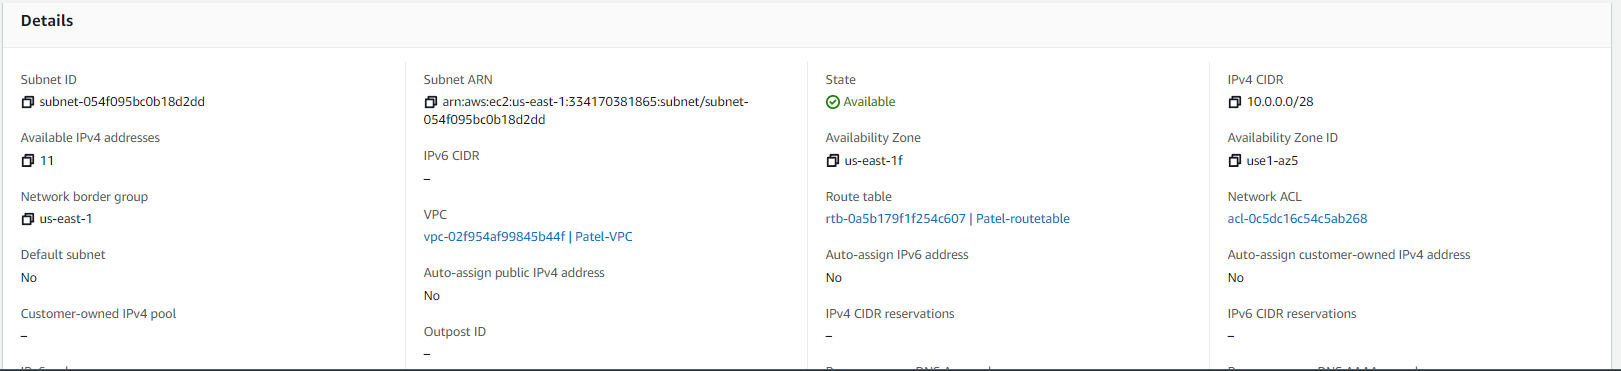 Details
Subnet ID
subnet-054f095bc0b18d2dd
Available IPv4 addresses
11
Network border group
us-east-1
Default subnet
No
Customer-owned IPv4 pool
–
Subnet ARN
arn:aws:ec2:us-east-1:334170381865:subnet/subnet-
054f095bc0b18d2dd
IPv6 CIDR
–
VPC
vpc-02f954af99845b44f | Patel-VPC
Auto-assign public IPv4 address
No
Outpost ID
–
State
Available
Availability Zone
us-east-1f
Route table
rtb-0a5b179f1f254c607 | Patel-routetable
Auto-assign IPv6 address
No
IPv4 CIDR reservations
–
IPv4 CIDR
10.0.0.0/28
Availability Zone ID
use1-az5
Network ACL
acl-0c5dc16c54c5ab268
Auto-assign customer-owned IPv4 address
No
IPv6 CIDR reservations
–